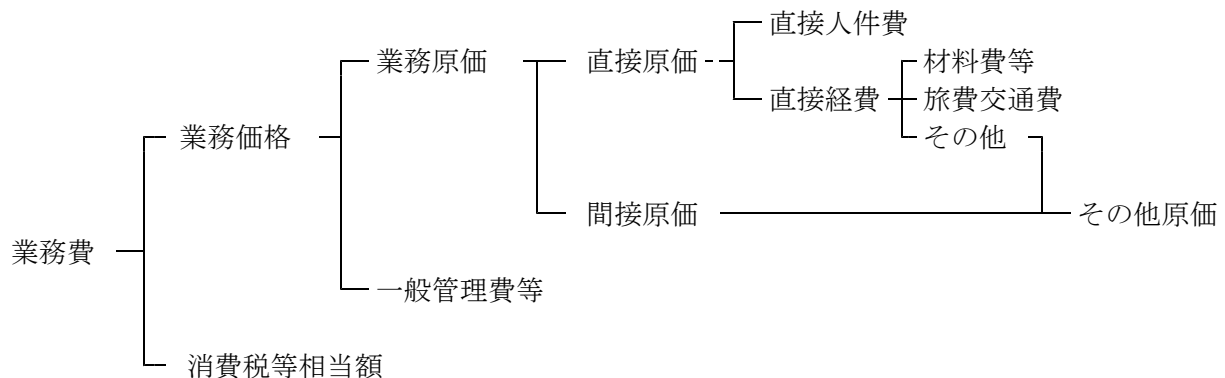 直接人件費
業務原価 直接原価 材料費等
直接経費 旅費交通費
業務価格 その他
間接原価 その他原価
業務費
一般管理費等
消費税等相当額